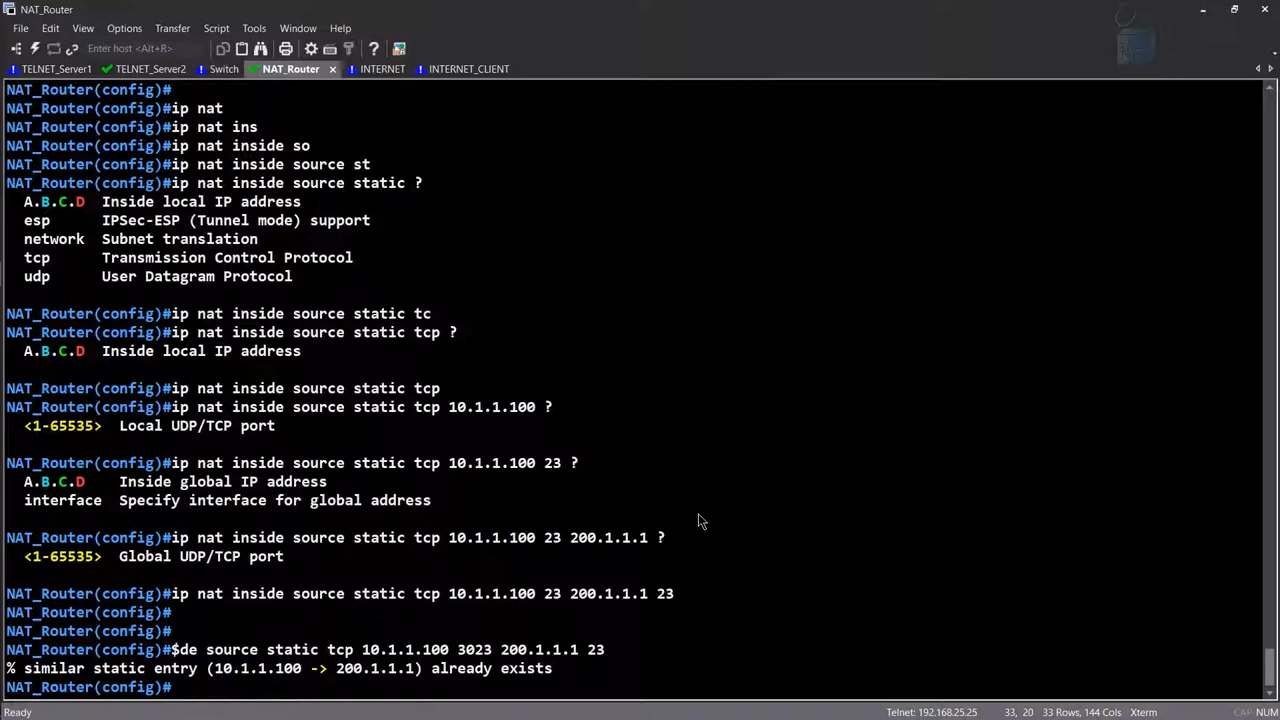 NAT_Router
File Edit View Options Transfer Script Tools Window Help
Enter host <Alt+R>
TELNET_Server1 TELNET_Server2 Switch NAT_Router INTERNET INTERNET_CLIENT
NAT_Router(config)#
NAT_Router(config)#ip nat
NAT_Router(config)#ip nat ins
NAT_Router(config)#ip nat inside so
NAT_Router(config)#ip nat inside source st
NAT_Router(config)#ip nat inside source static ?
A.B.C.D Inside local IP address
esp IPSec-ESP (Tunnel mode) support
network Subnet translation
tcp Transmission Control Protocol
udp User Datagram Protocol
NAT_Router(config)#ip nat inside source static tc
NAT_Router(config)#ip nat inside source static tcp ?
A.B.C.D Inside local IP address
NAT_Router(config)#ip nat inside source static tcp
NAT_Router(config)#ip nat inside source static tcp 10.1.1.100 ?
<1-65535> Local UDP/TCP port
NAT_Router(config)#ip nat inside source static tcp 10.1.1.100 23 ?
A.B.C.D Inside global IP address
interface Specify interface for global address
NAT_Router(config)#ip nat inside source static tcp 10.1.1.100 23 200.1.1.1 ?
<1-65535> Global UDP/TCP port
NAT_Router(config)#ip nat inside source static tcp 10.1.1.100 23 200.1.1.1 23
NAT_Router(config)#
NAT_Router(config)#
NAT_Router(config)#$de source static tcp 10.1.1.100 3023 200.1.1.1 23
% similar static entry (10.1.1.100 -> 200.1.1.1) already exists
NAT_Router(config)#
Ready Telnet: 192.168.25.25 33, 20 33 Rows, 144 Cols Xterm CAP NUM